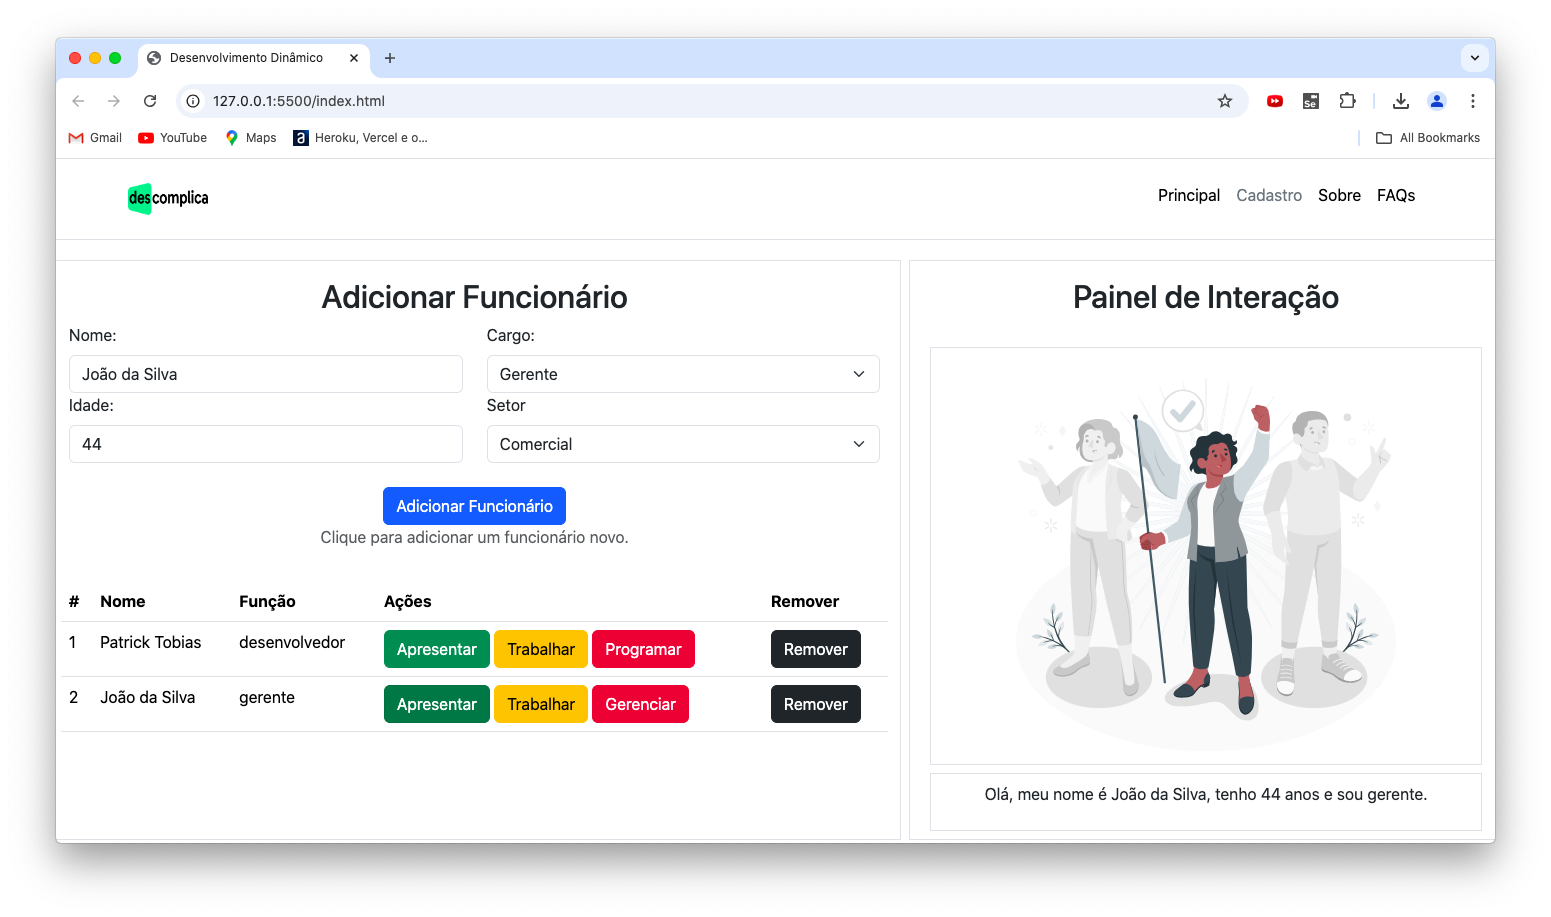 Desenvolvimento Dinâmico
127.0.0.1:5500/index.html
Se
Gmail YouTube Maps a Heroku, Vercel e o... All Bookmarks
descomplica
Principal Cadastro Sobre FAQs
Adicionar Funcionário
Nome: Cargo:
João da Silva Gerente
Idade: Setor
44 Comercial
Adicionar Funcionário
Clique para adicionar um funcionário novo.
# Nome Função Ações Remover
1 Patrick Tobias desenvolvedor Apresentar Trabalhar Programar Remover
2 João da Silva gerente Apresentar Trabalhar Gerenciar Remover
Painel de Interação
Olá, meu nome é João da Silva, tenho 44 anos e sou gerente.